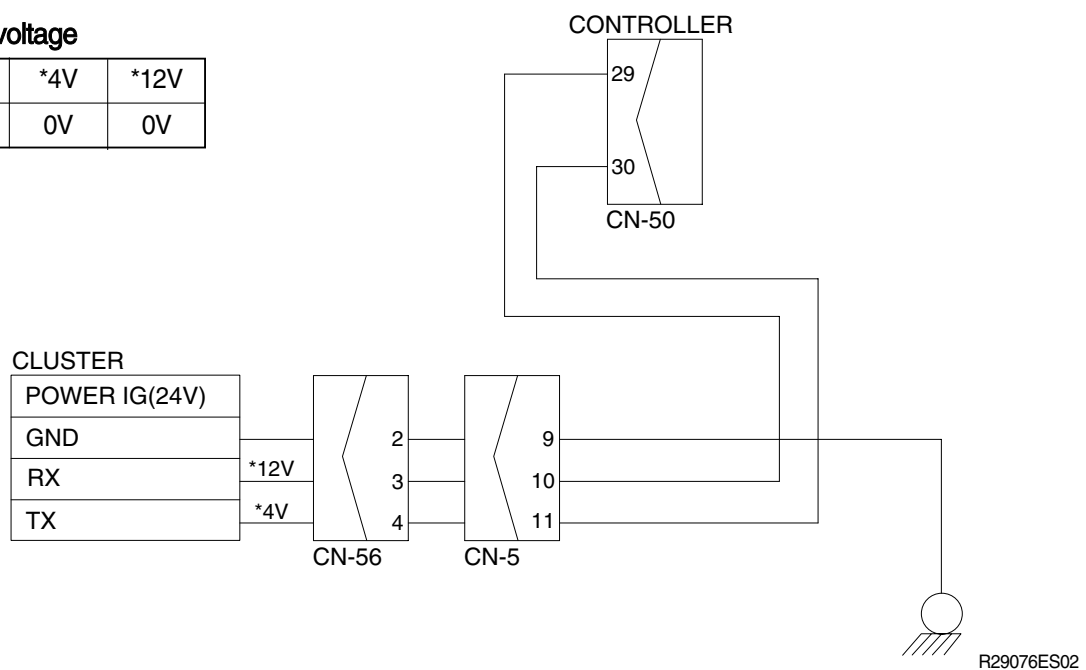 voltage
*4V *12V
0V 0V
CONTROLLER
29
30
CN-50
CLUSTER
POWER IG(24V)
GND 2 9
RX *12V 3 10
TX *4V 4 11
CN-56 CN-5
R29076ES02